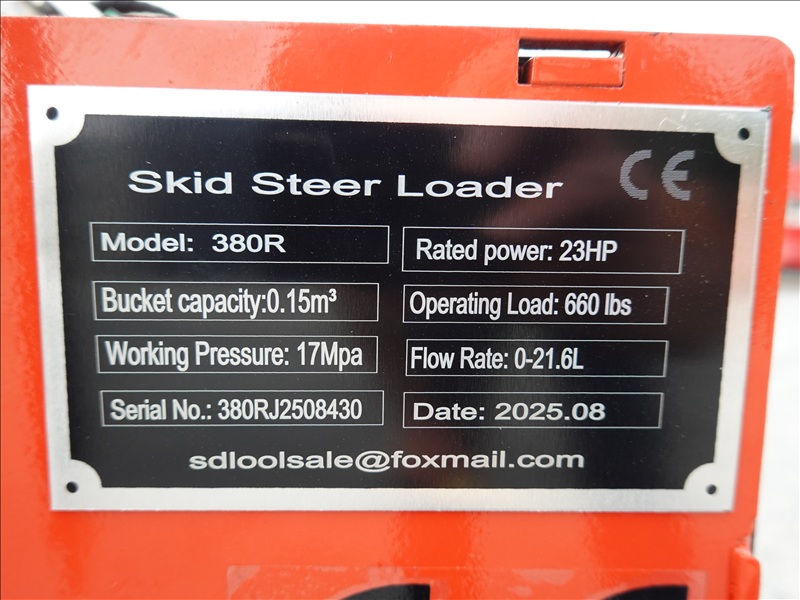 Skid Steer Loader CE
Model: 380R
Rated power: 23HP
Bucket capacity:0.15m³
Operating Load: 660 lbs
Working Pressure: 17Mpa
Flow Rate: 0-21.6L
Serial No.: 380RJ2508430
Date: 2025.08
sdloolsale@foxmail.com